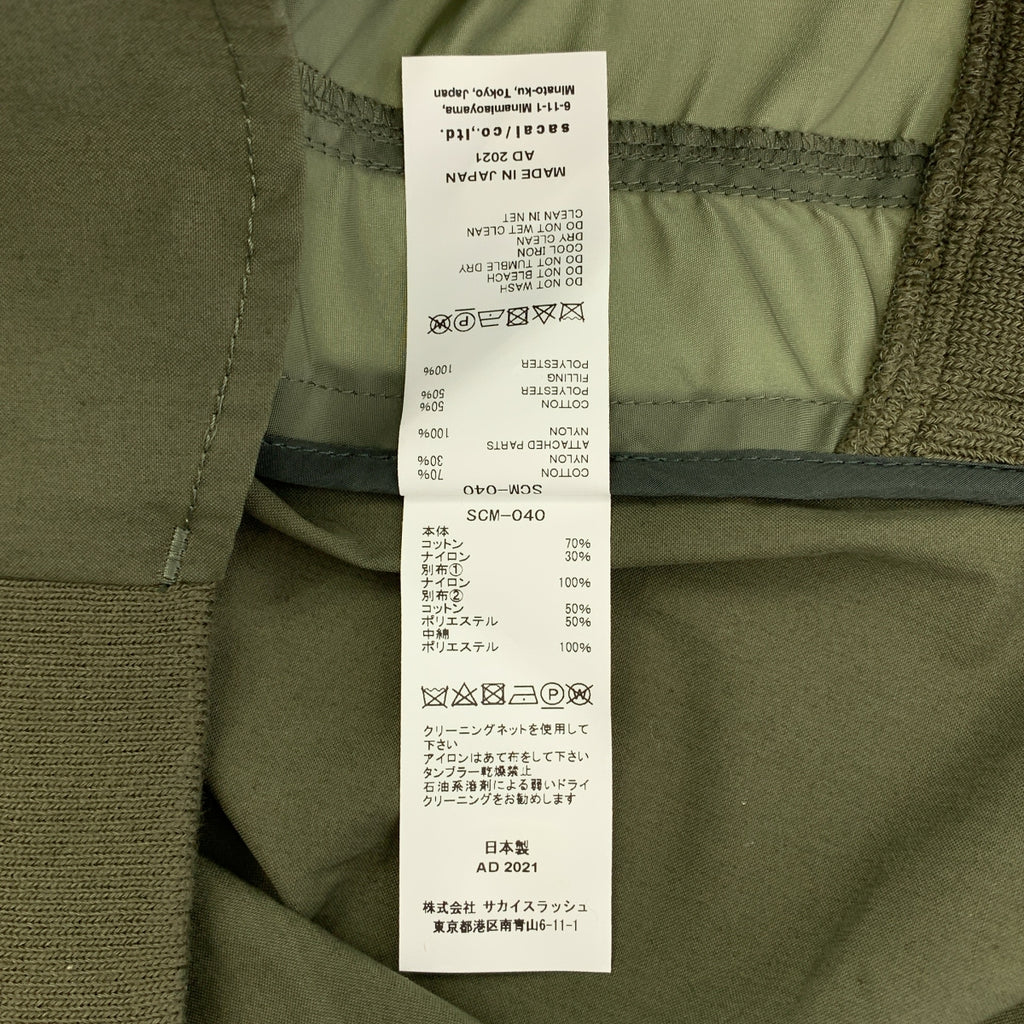 6-11-1 Minamiaoyama,
Minato-ku, Tokyo, Japan
sacai/co.,ltd.
AD 2021
MADE IN JAPAN
CLEAN IN NET
DO NOT WET CLEAN
DRY CLEAN
COOL IRON
DO NOT TUMBLE DRY
DO NOT BLEACH
DO NOT WASH
POLYESTER 100%
FILLING
POLYESTER 50%
COTTON 50%
NYLON 100%
ATTACHED PARTS
NYLON 30%
COTTON 70%
SCM-040
SCM-040
本体
コットン 70%
ナイロン 30%
別布①
ナイロン 100%
別布②
コットン 50%
ポリエステル 50%
中綿
ポリエステル 100%
P W
クリーニングネットを使用して
下さい
アイロンはあて布をして下さい
タンブラー乾燥禁止
石油系溶剤による弱いドライ
クリーニングをお勧めします
日本製
AD 2021
株式会社 サカイスラッシュ
東京都港区南青山6-11-1